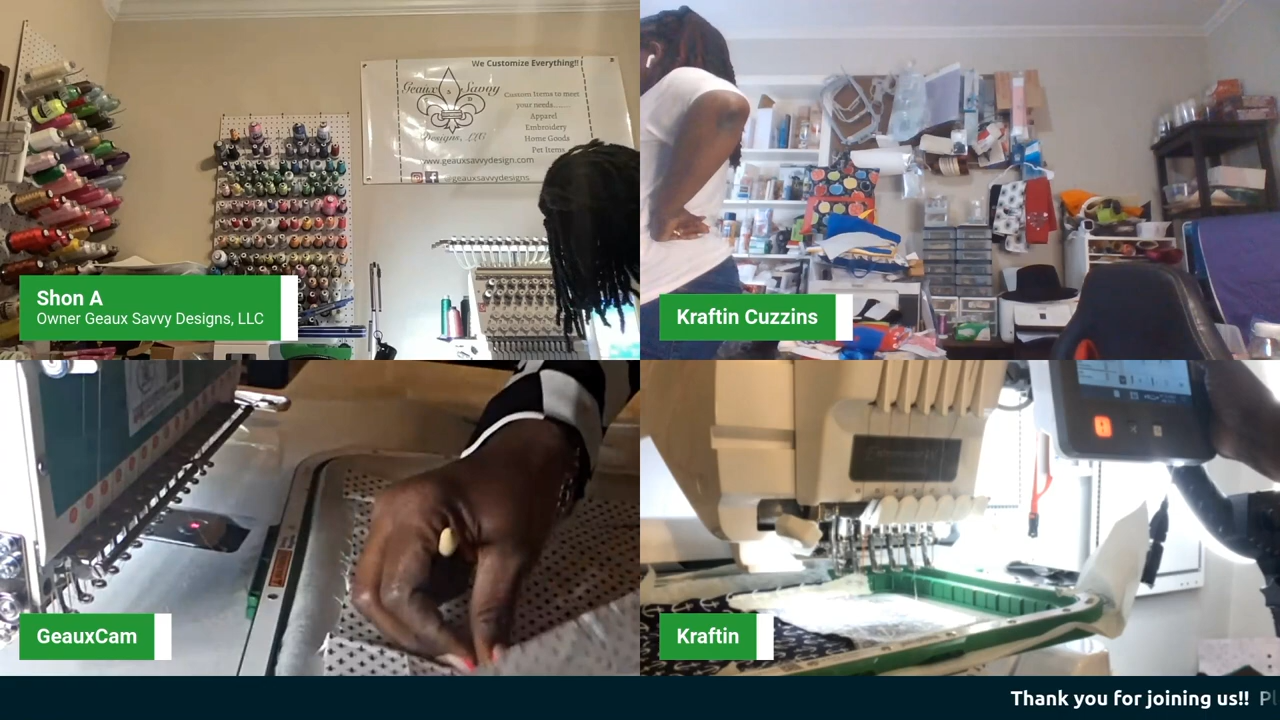 We Customize Everything!!
Geaux Savvy
Designs, LLC
Custom Items to meet
your needs.........
Apparel
Embroidery
Home Goods
Pet Items
www.geauxsavvydesign.com
@geauxsavvydesigns
Shon A
Owner Geaux Savvy Designs, LLC
Kraftin Cuzzins
GeauxCam
Kraftin
Thank you for joining us!!